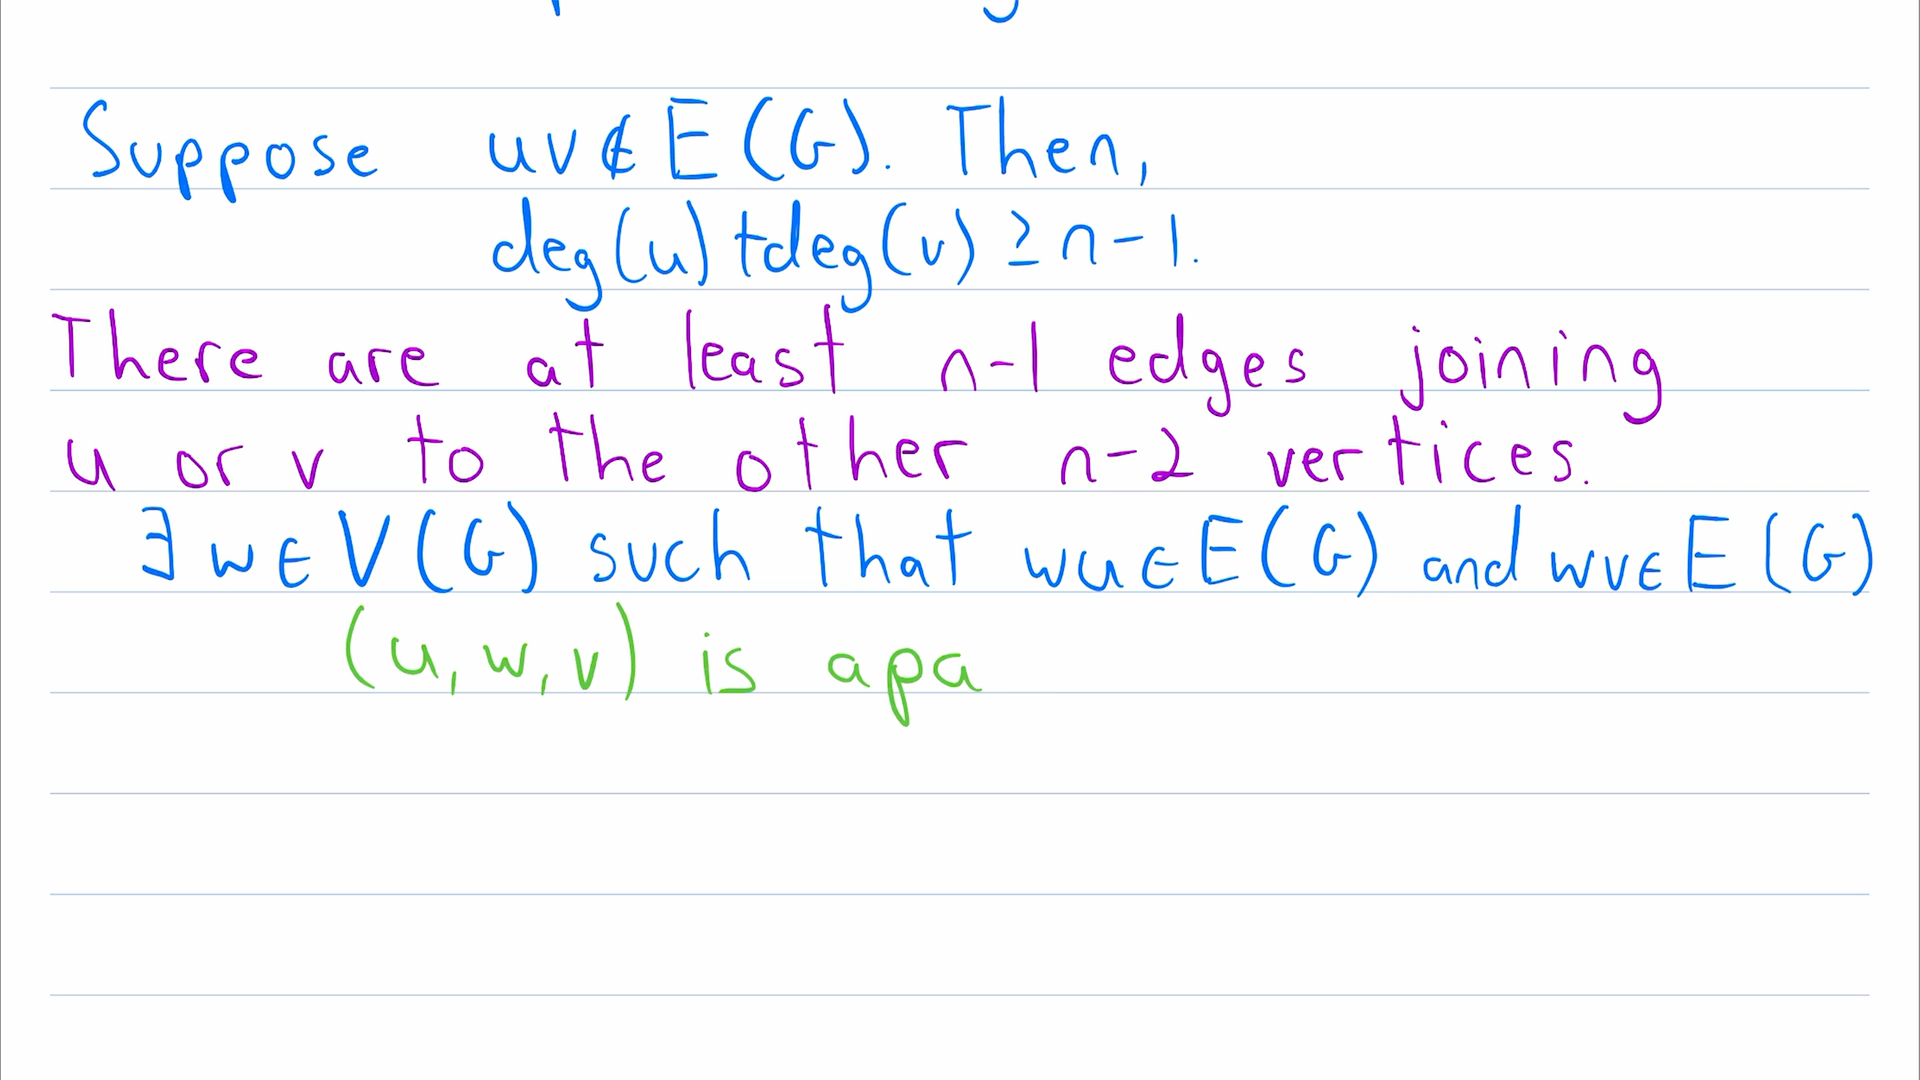 Suppose uv∉E(G). Then,
deg(u)+deg(v)≥n-1.
There are at least n-1 edges joining
u or v to the other n-2 vertices.
∃w∈V(G) such that wu∈E(G) and wv∈E(G)
(u,w,v) is apa